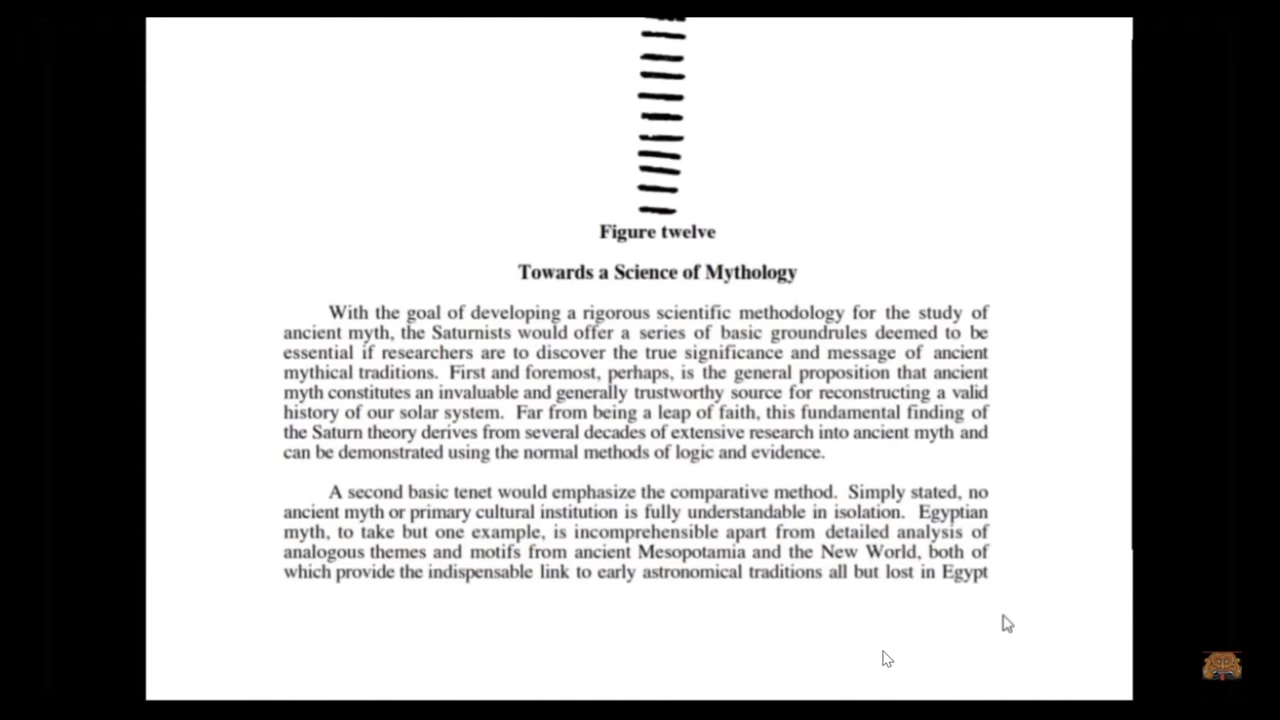 Figure twelve
Towards a Science of Mythology
With the goal of developing a rigorous scientific methodology for the study of
ancient myth, the Saturnists would offer a series of basic groundrules deemed to be
essential if researchers are to discover the true significance and message of ancient
mythical traditions. First and foremost, perhaps, is the general proposition that ancient
myth constitutes an invaluable and generally trustworthy source for reconstructing a valid
history of our solar system. Far from being a leap of faith, this fundamental finding of
the Saturn theory derives from several decades of extensive research into ancient myth and
can be demonstrated using the normal methods of logic and evidence.
A second basic tenet would emphasize the comparative method. Simply stated, no
ancient myth or primary cultural institution is fully understandable in isolation. Egyptian
myth, to take but one example, is incomprehensible apart from detailed analysis of
analogous themes and motifs from ancient Mesopotamia and the New World, both of
which provide the indispensable link to early astronomical traditions all but lost in Egypt